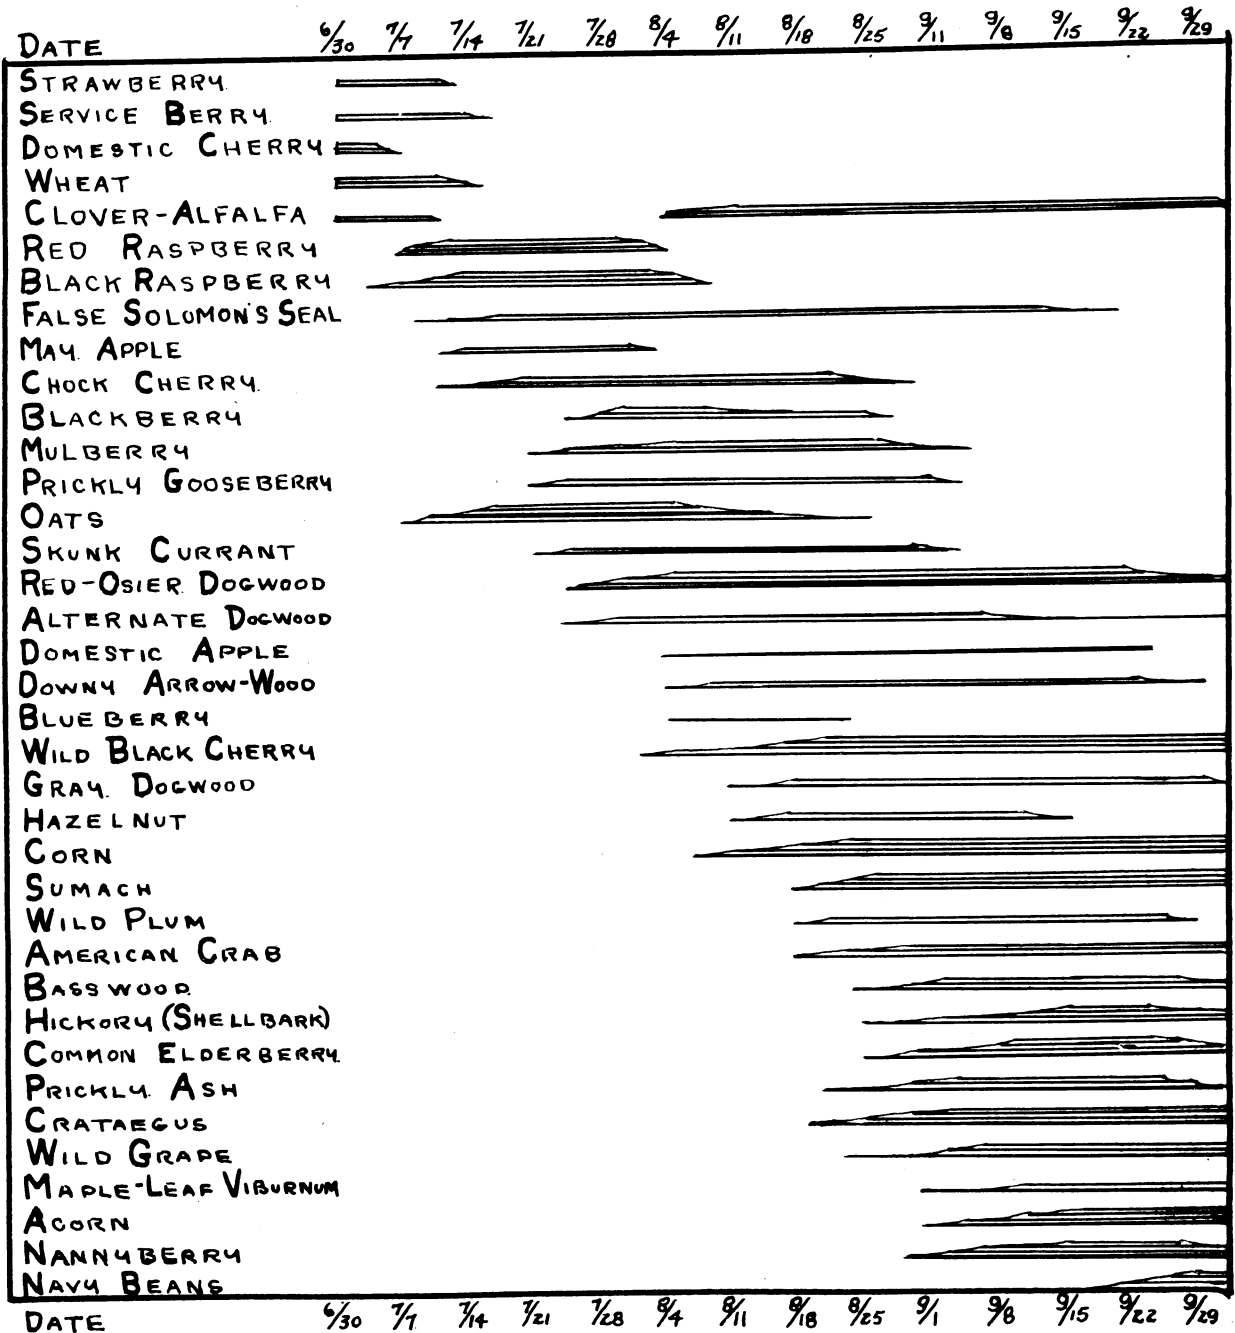 DATE 6/30 7/7 7/14 7/21 7/28 8/4 8/11 8/18 8/25 9/11 9/8 9/15 9/22 9/29
STRAWBERRY
SERVICE BERRY
DOMESTIC CHERRY
WHEAT
CLOVER-ALFALFA
RED RASPBERRY
BLACK RASPBERRY
FALSE SOLOMON'S SEAL
MAY APPLE
CHOCK CHERRY
BLACKBERRY
MULBERRY
PRICKLY GOOSEBERRY
OATS
SKUNK CURRANT
RED-OSIER DOGWOOD
ALTERNATE DOGWOOD
DOMESTIC APPLE
DOWNY ARROW-WOOD
BLUEBERRY
WILD BLACK CHERRY
GRAY DOGWOOD
HAZELNUT
CORN
SUMACH
WILD PLUM
AMERICAN CRAB
BASSWOOD
HICKORY (SHELLBARK)
COMMON ELDERBERRY
PRICKLY ASH
CRATAEGUS
WILD GRAPE
MAPLE-LEAF VIBURNUM
ACORN
NANNYBERRY
NAVY BEANS
DATE 6/30 7/7 7/14 7/21 7/28 8/4 8/11 8/18 8/25 9/1 9/8 9/15 9/22 9/29